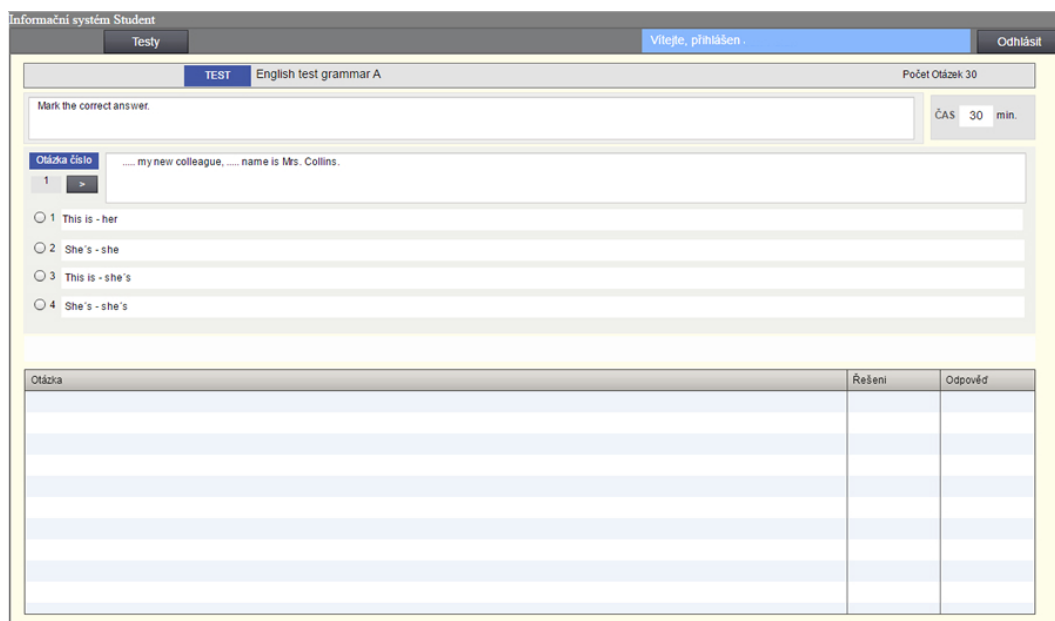 Informační systém Student
Testy
Vítejte, přihlášen .
Odhlásit
TEST English test grammar A
Počet Otázek 30
Mark the correct answer.
ČAS 30 min.
Otázka číslo
..... my new colleague, ..... name is Mrs. Collins.
1 >
1 This is - her
2 She´s - she
3 This is - she´s
4 She´s - she´s
Otázka Řešeni Odpověď